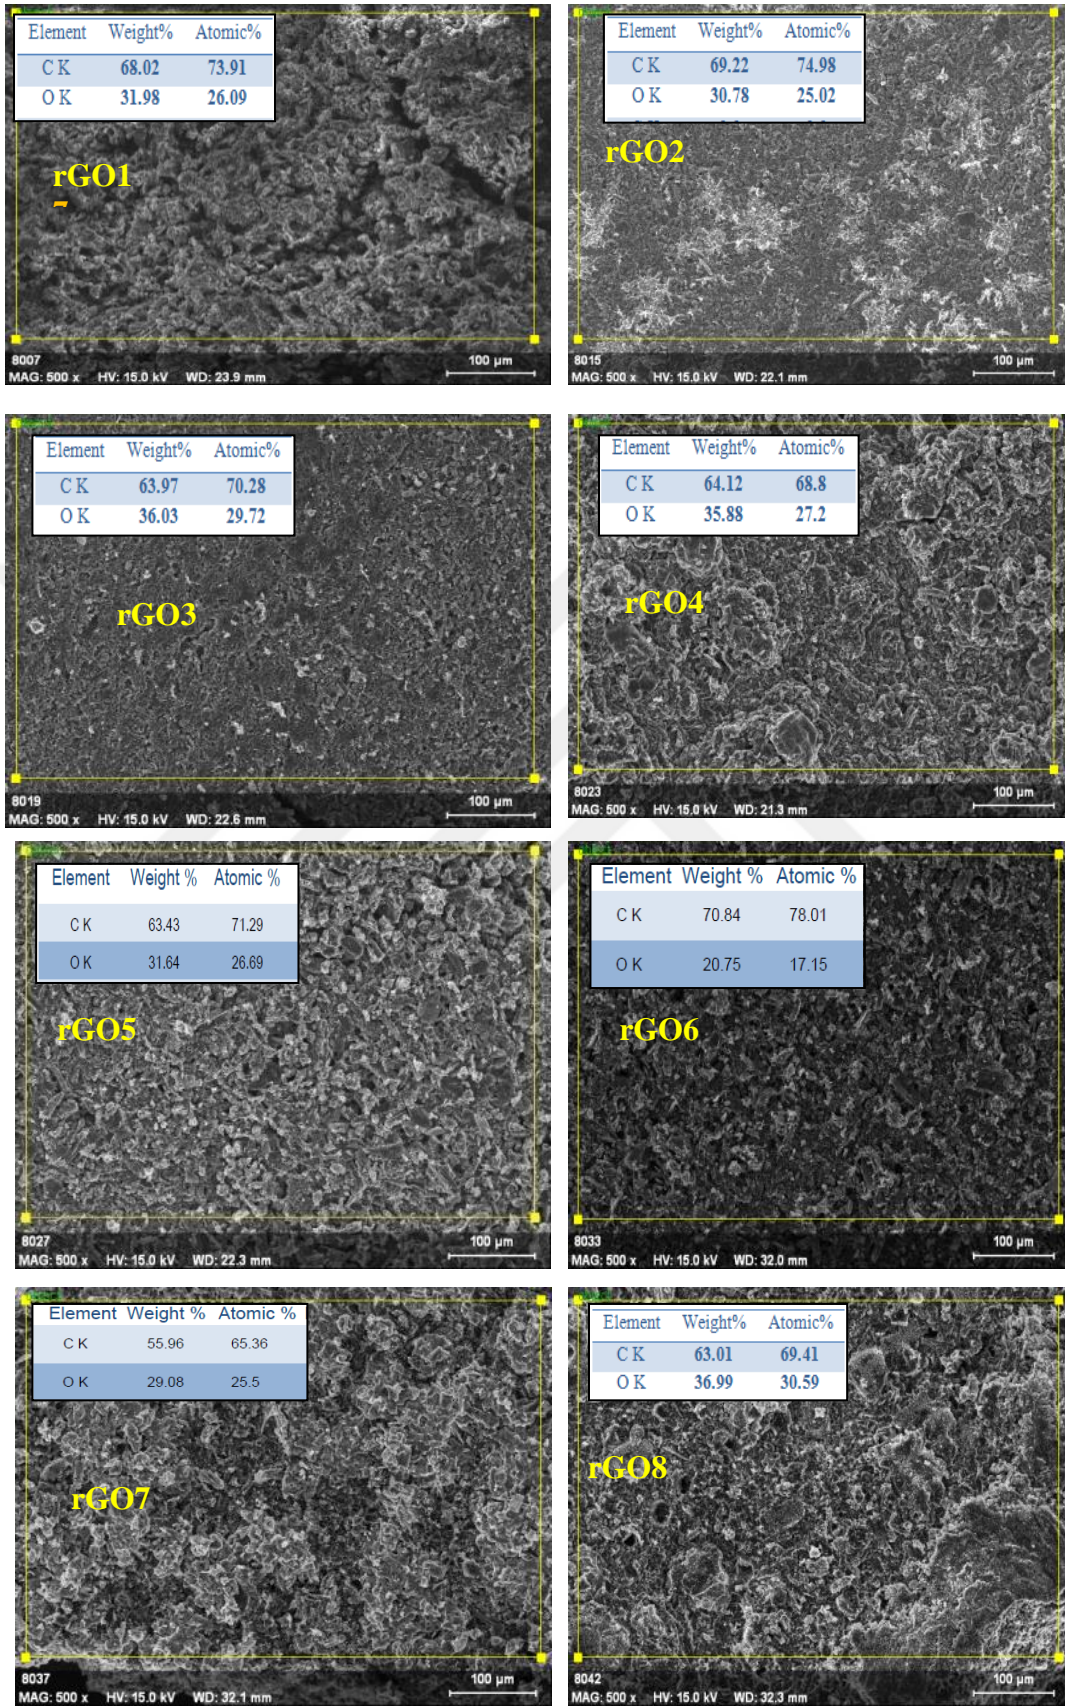 Element Weight% Atomic%
C K 68.02 73.91
O K 31.98 26.09
rGO1
8007 100 µm
MAG: 500 x HV: 15.0 kV WD: 23.9 mm
Element Weight% Atomic%
C K 69.22 74.98
O K 30.78 25.02
rGO2
8015 100 µm
MAG: 500 x HV: 15.0 kV WD: 22.1 mm
Element Weight% Atomic%
C K 63.97 70.28
O K 36.03 29.72
rGO3
8019 100 µm
MAG: 500 x HV: 15.0 kV WD: 22.6 mm
Element Weight% Atomic%
C K 64.12 68.8
O K 35.88 27.2
rGO4
8023 100 µm
MAG: 500 x HV: 15.0 kV WD: 21.3 mm
Element Weight % Atomic %
C K 63.43 71.29
O K 31.64 26.69
rGO5
8027 100 µm
MAG: 500 x HV: 15.0 kV WD: 22.3 mm
Element Weight % Atomic %
C K 70.84 78.01
O K 20.75 17.15
rGO6
8033 100 µm
MAG: 500 x HV: 15.0 kV WD: 32.0 mm
Element Weight % Atomic %
C K 55.96 65.36
O K 29.08 25.5
rGO7
8037 100 µm
MAG: 500 x HV: 15.0 kV WD: 32.1 mm
Element Weight% Atomic%
C K 63.01 69.41
O K 36.99 30.59
rGO8
8042 100 µm
MAG: 500 x HV: 15.0 kV WD: 32.3 mm